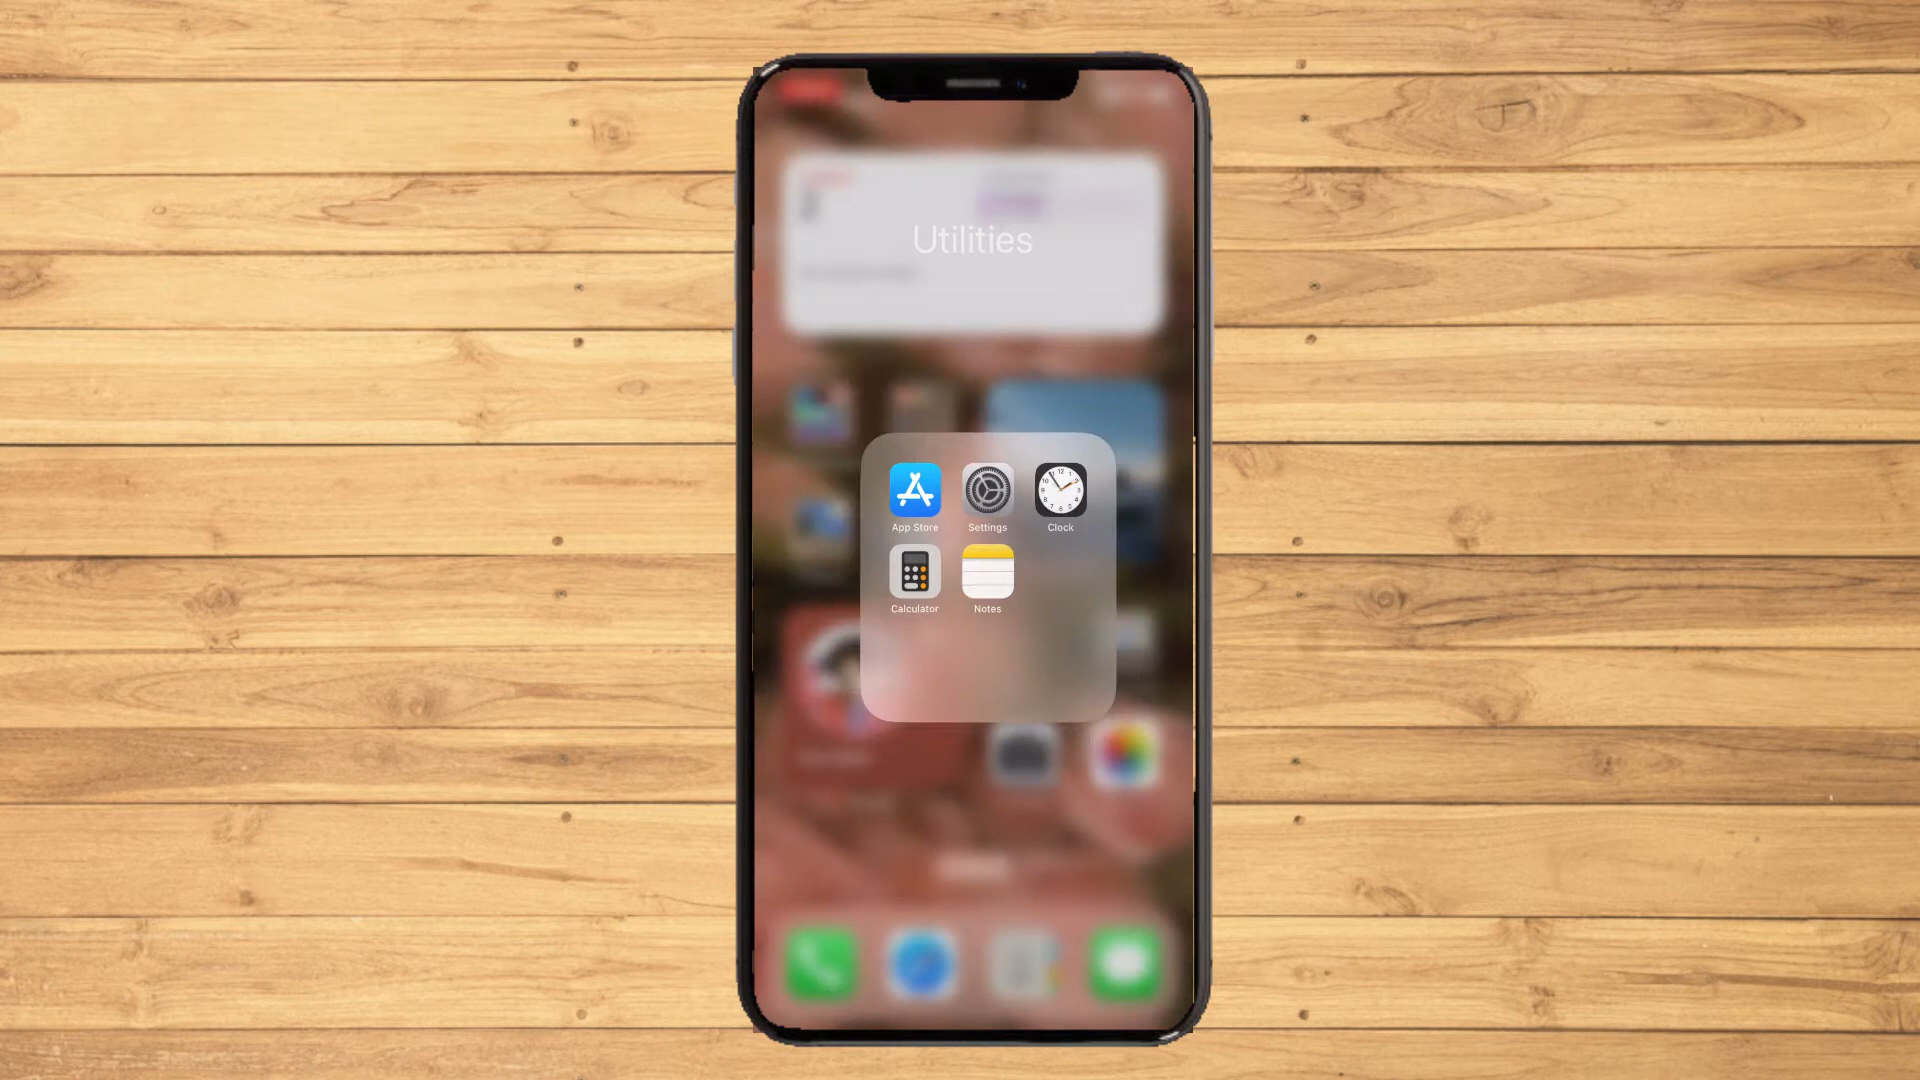 Utilities
App Store
Settings
Clock
Calculator
Notes